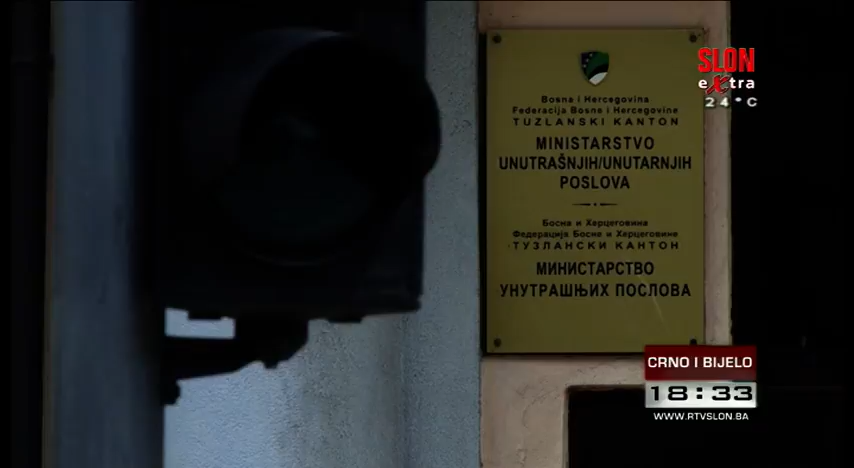 SLON
eXtra
24°C
Bosna i Hercegovina
Federacija Bosne i Hercegovine
TUZLANSKI KANTON
MINISTARSTVO
UNUTRAŠNJIH/UNUTARNJIH
POSLOVA
Босна и Херцеговина
Федерација Босне и Херцеговине
ТУЗЛАНСКИ КАНТОН
МИНИСТАРСТВО
УНУТРАШЊИХ ПОСЛОВА
CRNO I BIJELO
18:33
WWW.RTVSLON.BA